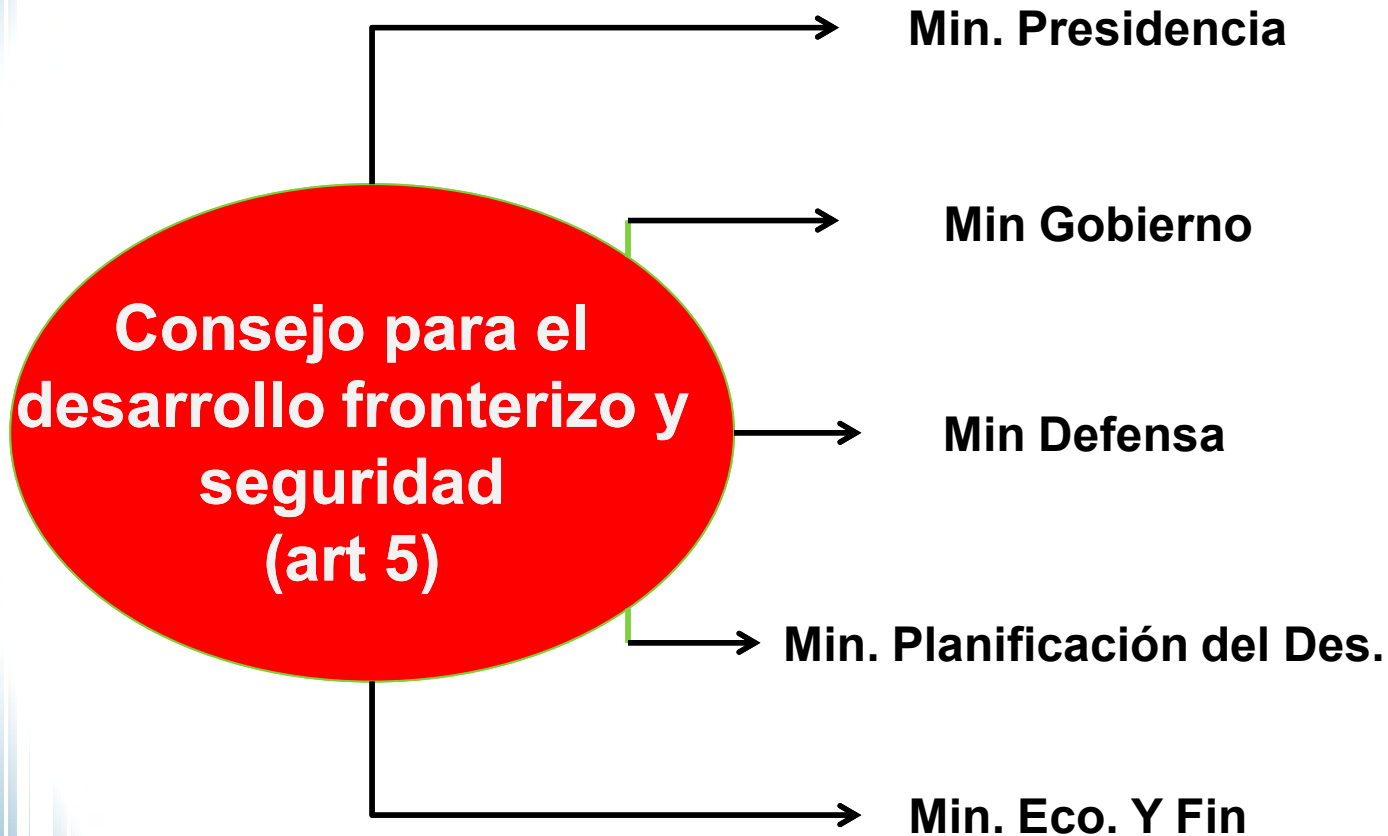 Min. Presidencia
Min Gobierno
Consejo para el
desarrollo fronterizo y
seguridad
(art 5)
Min Defensa
Min. Planificación del Des.
Min. Eco. Y Fin